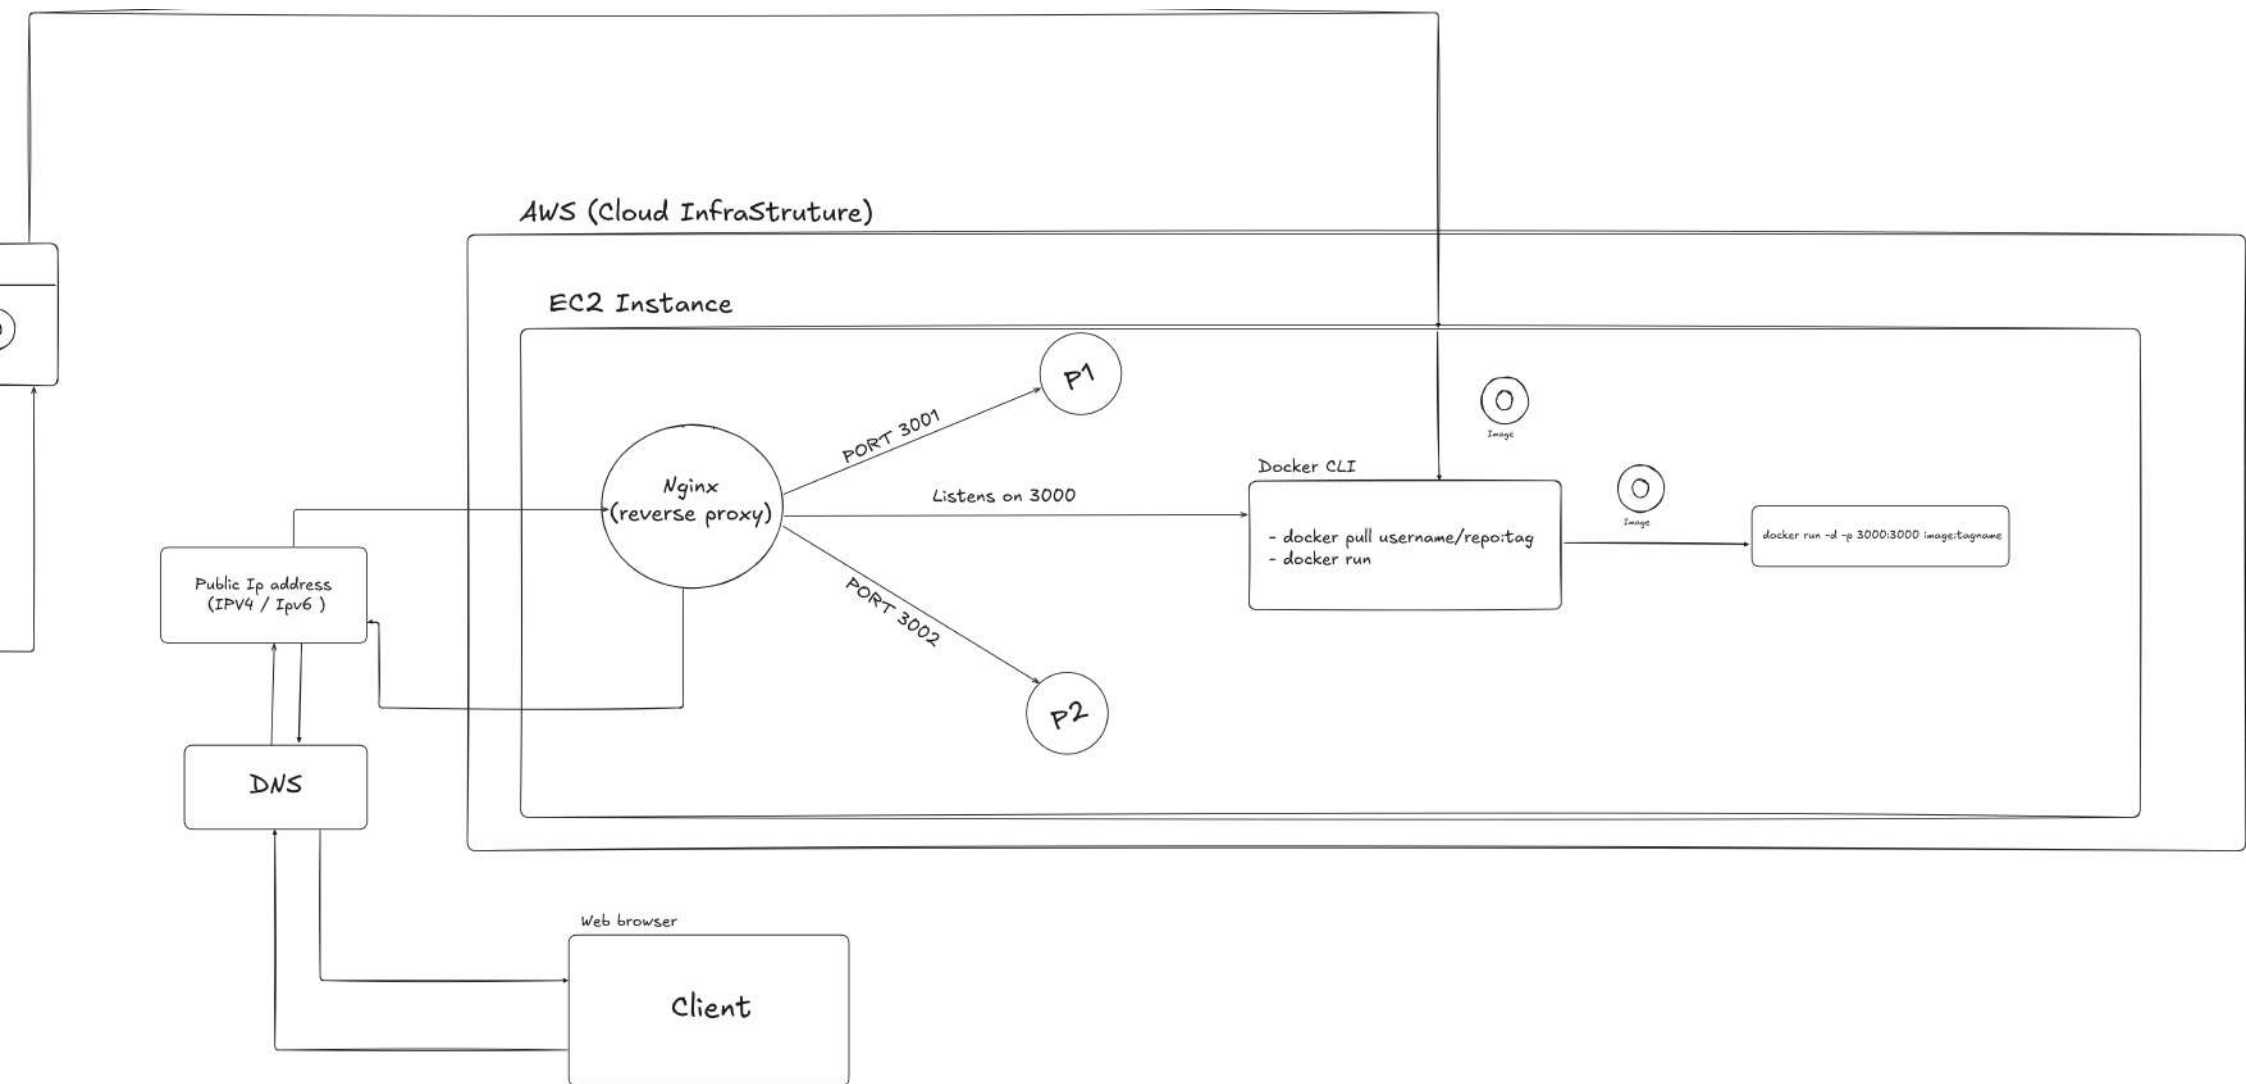 AWS (Cloud InfraStruture)
EC2 Instance
P1
PORT 3001
Image
Docker CLI
Nginx
(reverse proxy)
Listens on 3000
Image
- docker pull username/repo:tag
- docker run
docker run -d -p 3000:3000 image:tagname
Public Ip address
(IPV4 / Ipv6 )
PORT 3002
P2
DNS
Web browser
Client